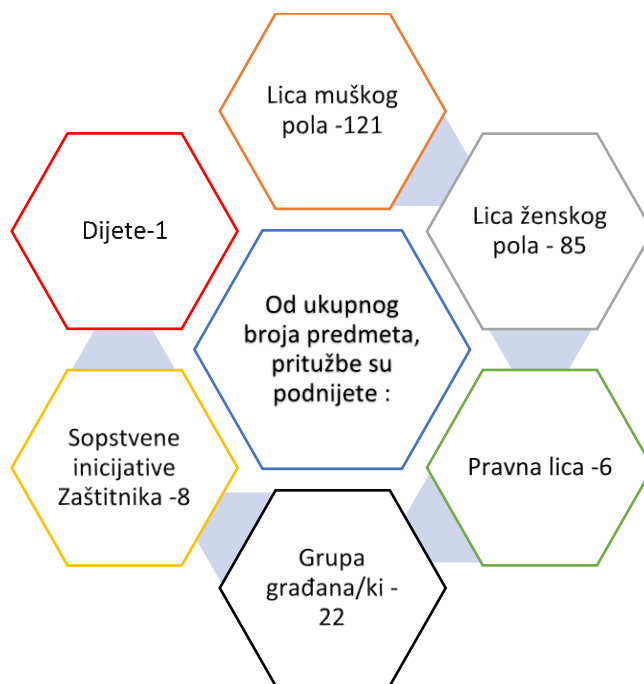 Lica muškog
pola -121
Lica ženskog
pola - 85
Pravna lica -6
Grupa
građana/ki -
22
Sopstvene
inicijative
Zaštitnika -8
Dijete-1
Od ukupnog
broja predmeta,
pritužbe su
podnijete :